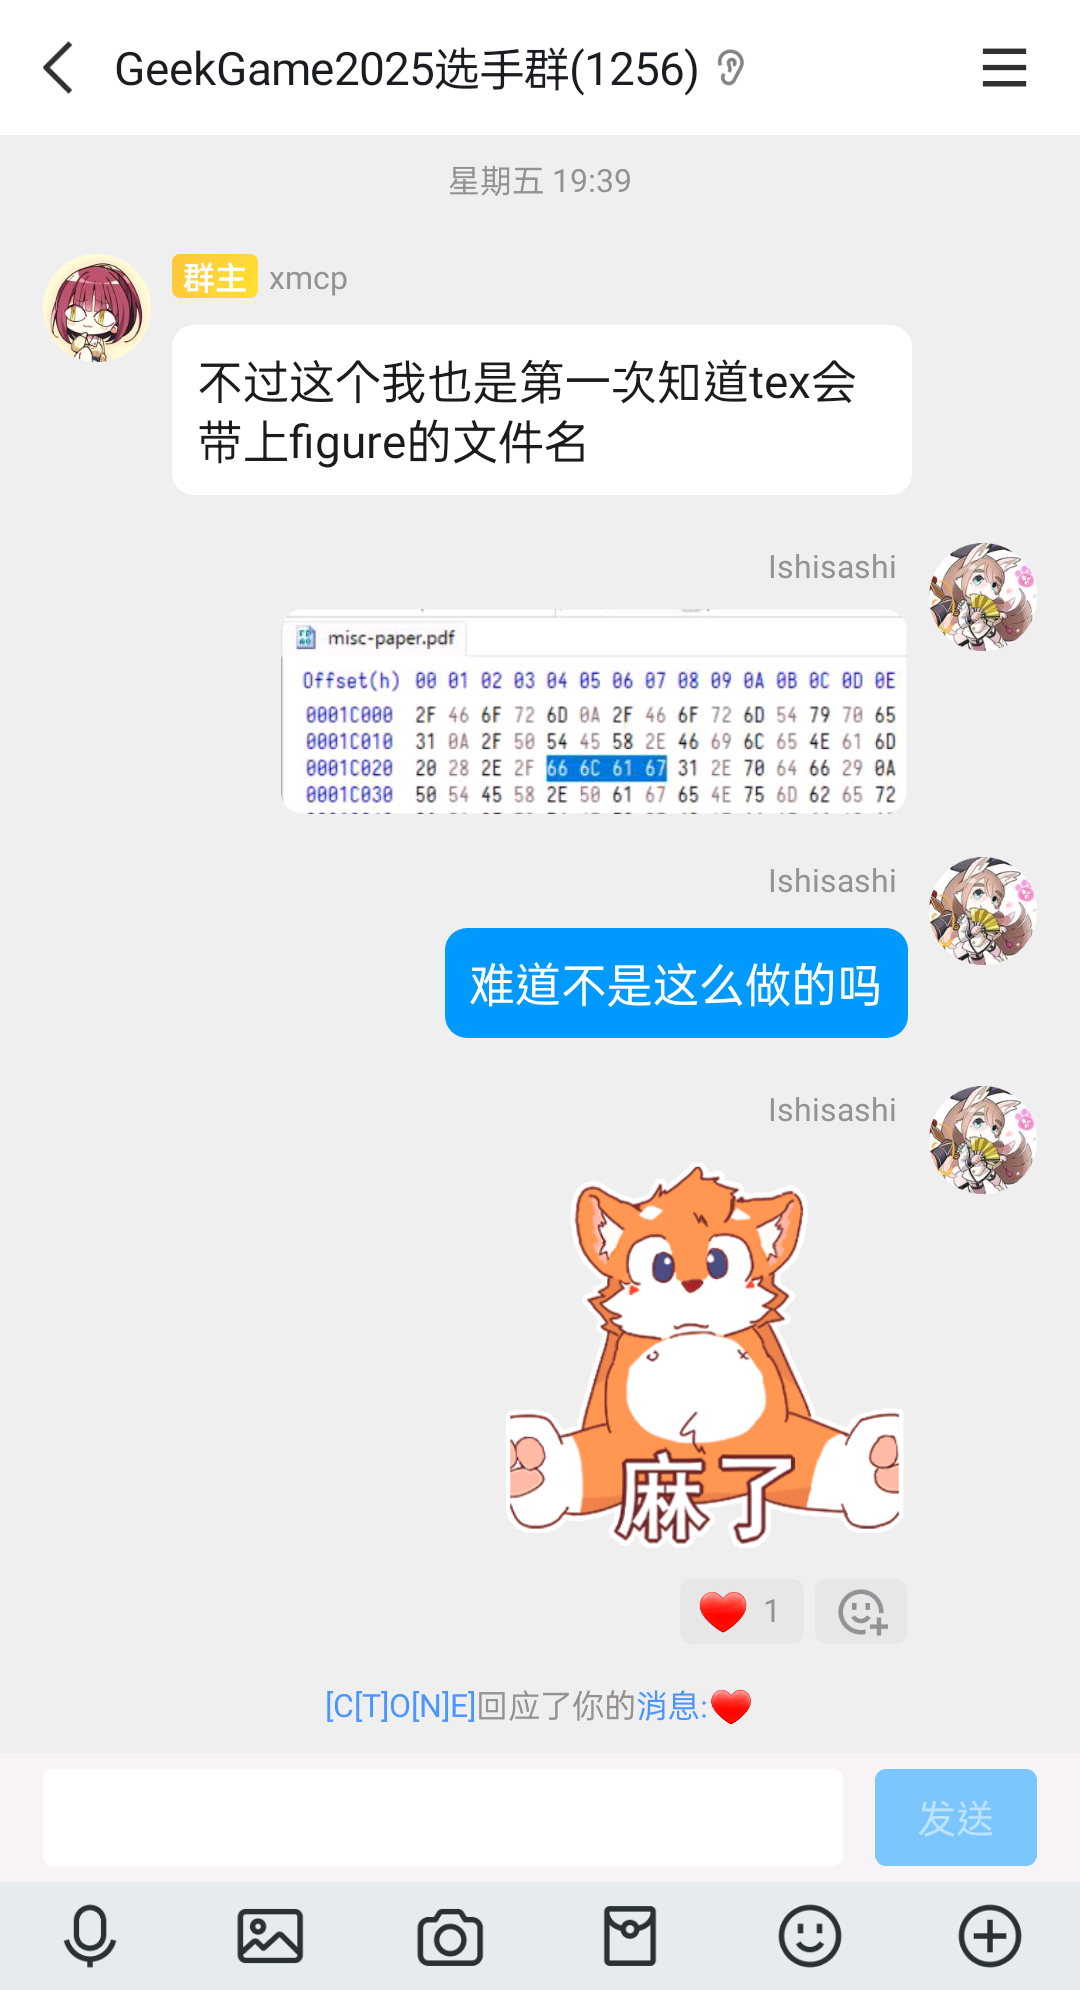 GeekGame2025选手群(1256)
星期五 19:39
群主 xmcp
不过这个我也是第一次知道tex会
带上figure的文件名
Ishisashi
misc-paper.pdf
Offset(h) 00 01 02 03 04 05 06 07 08 09 0A 0B 0C 0D 0E
0001C000 2F 46 6F 72 6D 0A 2F 46 6F 72 6D 54 79 70 65
0001C010 31 0A 2F 50 54 45 58 2E 46 69 6C 65 4E 61 6D
0001C020 20 28 2E 2F 66 6C 61 67 31 2E 70 64 66 29 0A
0001C030 50 54 45 58 2E 50 61 67 65 4E 75 6D 62 65 72
Ishisashi
难道不是这么做的吗
Ishisashi
麻了
1
[C[T]O[N]E]回应了你的消息:
发送